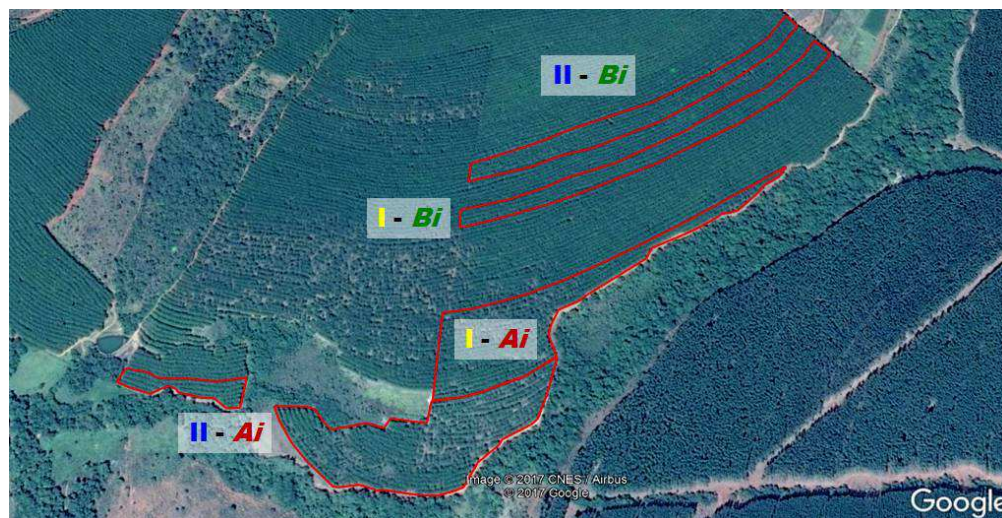 II - Bi
I - Bi
I - Ai
II - Ai
Image © 2017 CNES / Airbus
© 2017 Google
Google